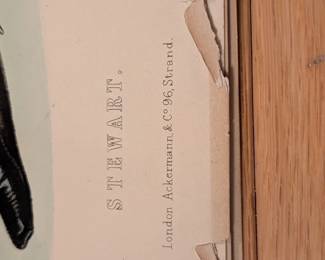 STEWART.
London Ackermann & Co 96, Strand.